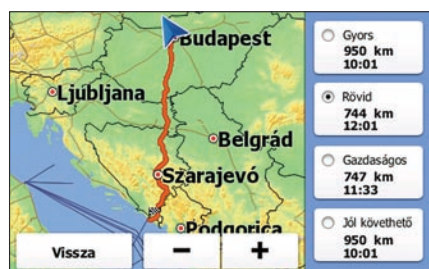 Budapest
Ljubljana
Belgrád
Szarajevó
Podgorica
Vissza
− +
Gyors
950 km
10:01
Rövid
744 km
12:01
Gazdaságos
747 km
11:33
Jól követhető
950 km
10:01